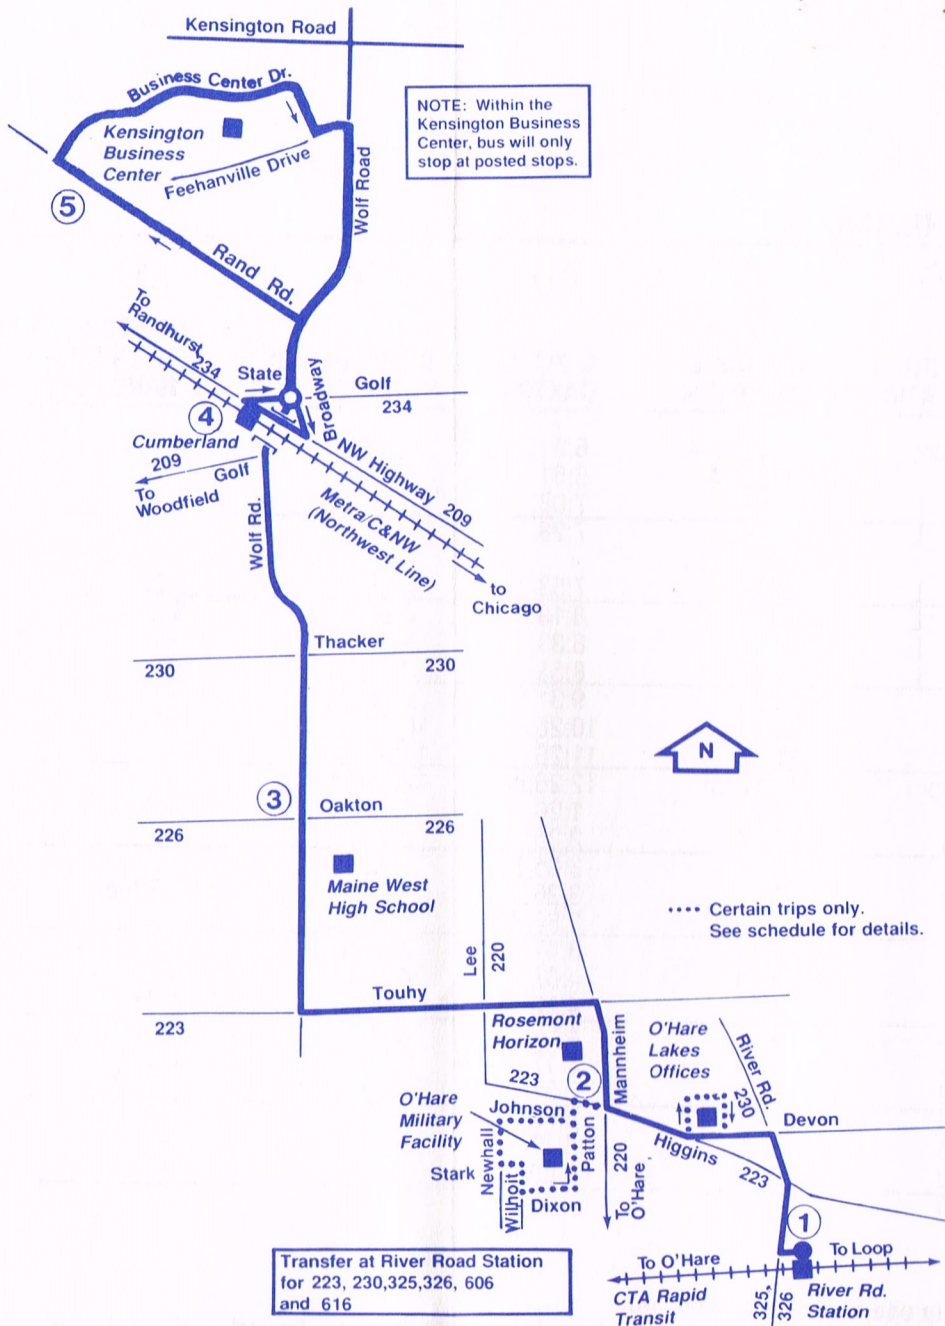 Kensington Road
Business Center Dr.
Kensington
Business
Center
Feehanville Drive
Wolf Road
NOTE: Within the
Kensington Business
Center, bus will only
stop at posted stops.
5
Rand Rd.
To
Randhurst
234
State
Broadway
Golf
234
4
Cumberland
209
Golf
To
Woodfield
NW Highway 209
Metra/C&NW
(Northwest Line)
to
Chicago
Wolf Rd.
Thacker
230
230
N
3
Oakton
226
226
Maine West
High School
.... Certain trips only.
See schedule for details.
Lee
220
Touhy
223
Rosemont
Horizon
Mannheim
O'Hare
Lakes
Offices
River Rd.
230
223
2
O'Hare
Military
Facility
Johnson
Newhall
Patton
Stark
Wilhoit
Dixon
220
To
O'Hare
Higgins
223
Devon
1
To O'Hare
To Loop
CTA Rapid
Transit
325,
326
River Rd.
Station
Transfer at River Road Station
for 223, 230,325,326, 606
and 616